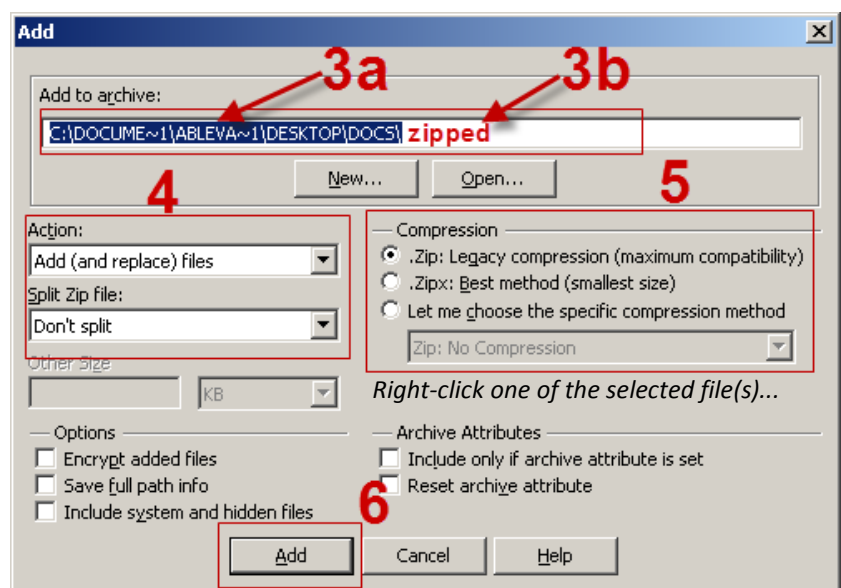 Add
3a 3b
Add to archive:
C:\DOCUME~1\ABLEVA~1\DESKTOP\DOCS\ zipped
New... Open...
4 5
Action:
Add (and replace) files
Split Zip file:
Don't split
Other Size
KB
Compression
.Zip: Legacy compression (maximum compatibility)
.Zipx: Best method (smallest size)
Let me choose the specific compression method
Zip: No Compression
Right-click one of the selected file(s)...
Options
Encrypt added files
Save full path info
Include system and hidden files
Archive Attributes
Include only if archive attribute is set
Reset archive attribute
6
Add Cancel Help